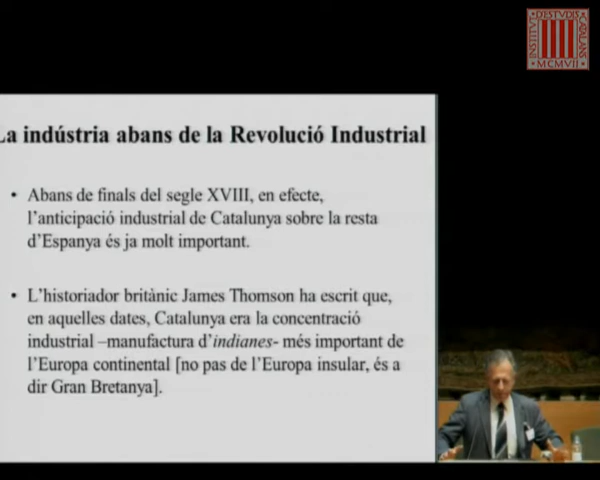 INSTITVT
D'ESTVDIS
CATALANS
MCMVII
La indústria abans de la Revolució Industrial
• Abans de finals del segle XVIII, en efecte,
l'anticipació industrial de Catalunya sobre la resta
d'Espanya és ja molt important.
• L'historiador britànic James Thomson ha escrit que,
en aquelles dates, Catalunya era la concentració
industrial –manufactura d'indianes- més important de
l'Europa continental [no pas de l'Europa insular, és a
dir Gran Bretanya].